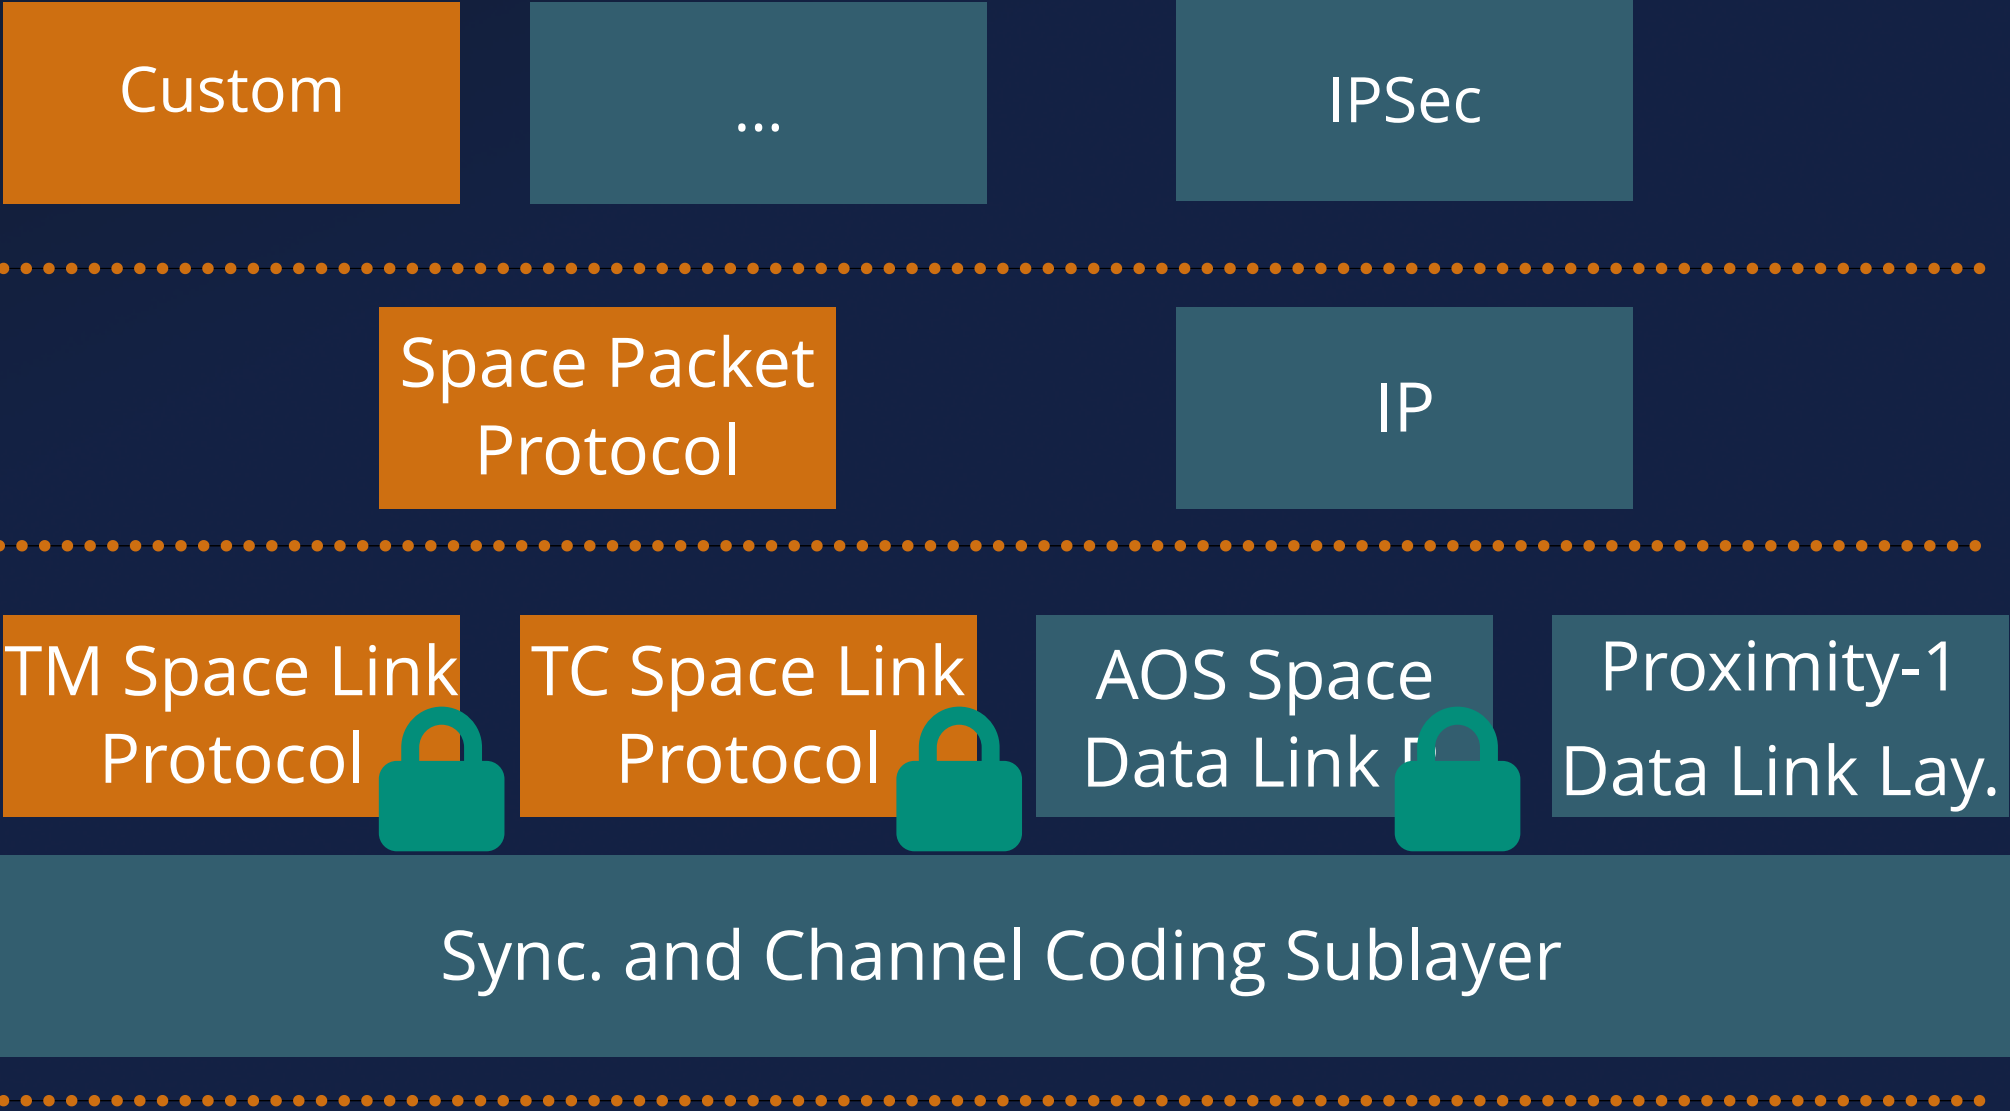 Custom
...
IPSec
Space Packet
Protocol
IP
TM Space Link
Protocol
TC Space Link
Protocol
AOS Space
Data Link
Proximity-1
Data Link Lay.
Sync. and Channel Coding Sublayer